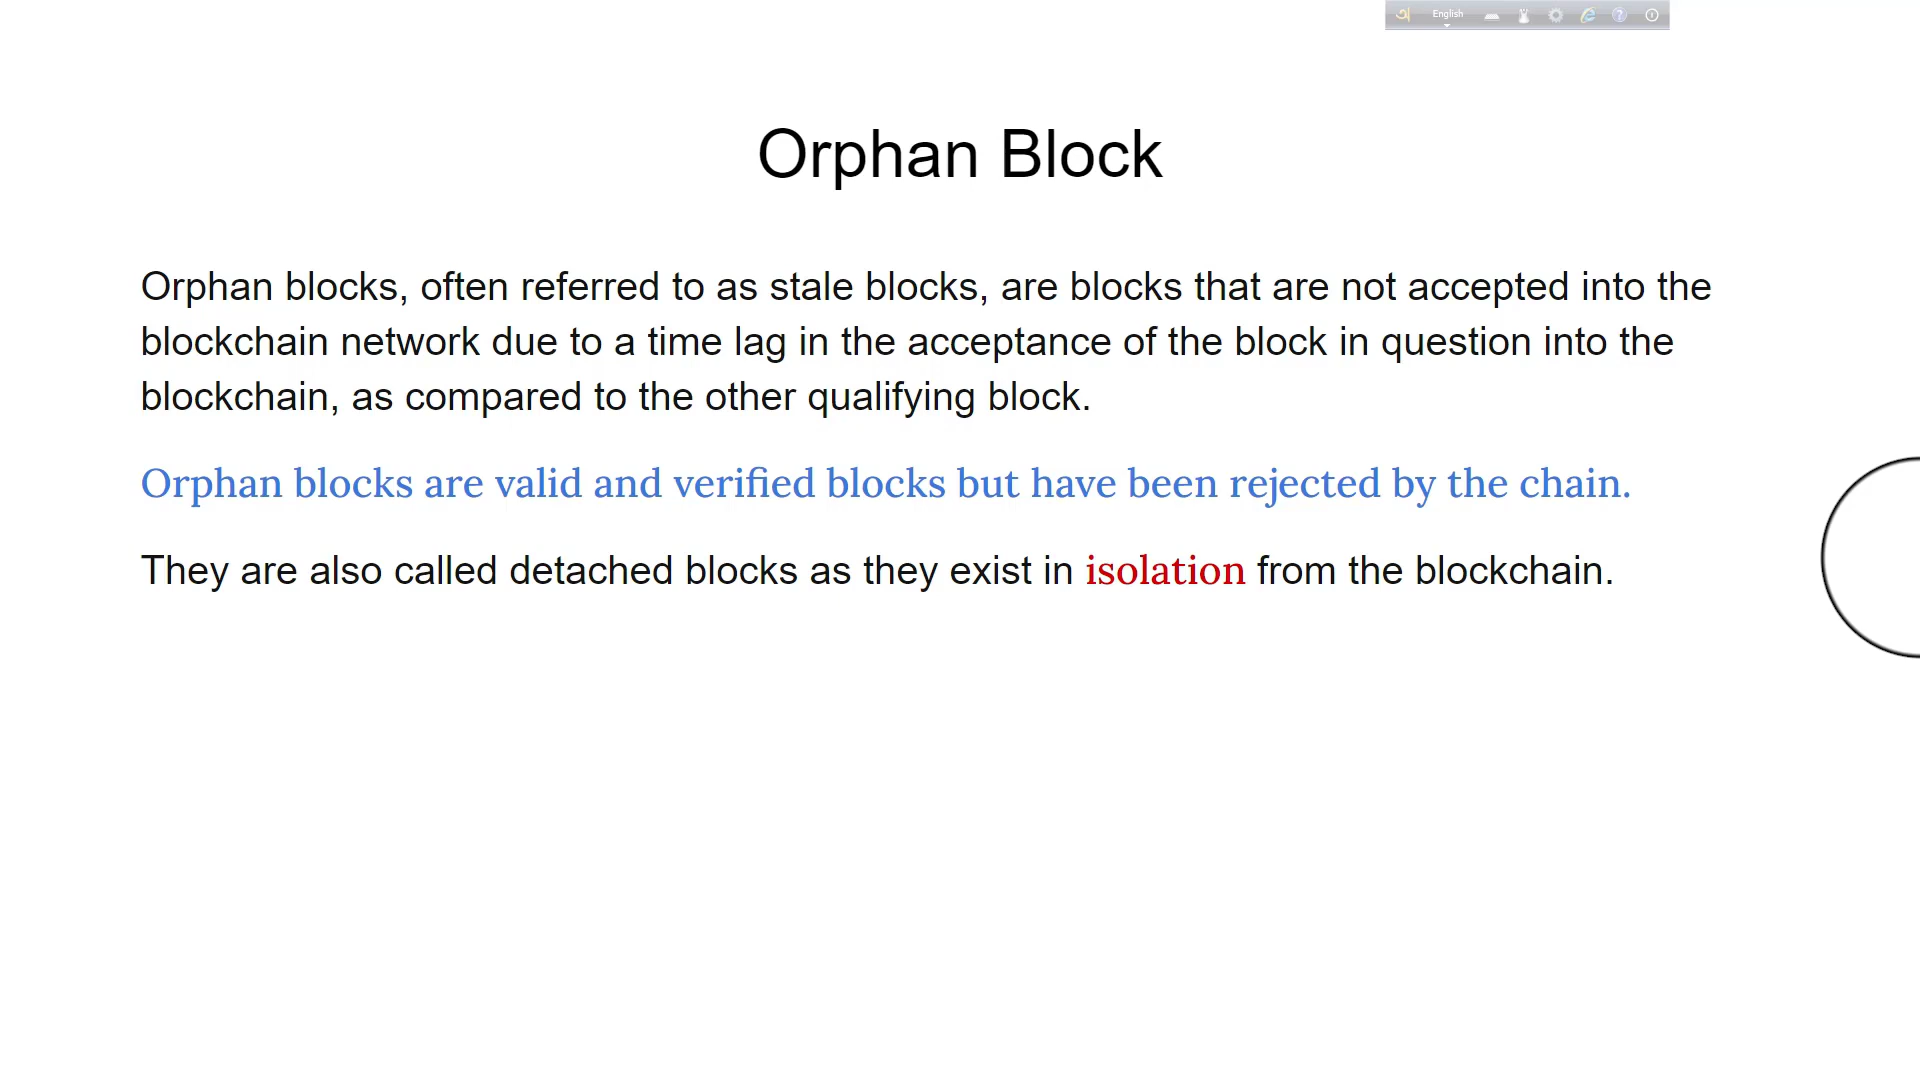 অ English ?
Orphan Block
Orphan blocks, often referred to as stale blocks, are blocks that are not accepted into the
blockchain network due to a time lag in the acceptance of the block in question into the
blockchain, as compared to the other qualifying block.
Orphan blocks are valid and verified blocks but have been rejected by the chain.
They are also called detached blocks as they exist in isolation from the blockchain.